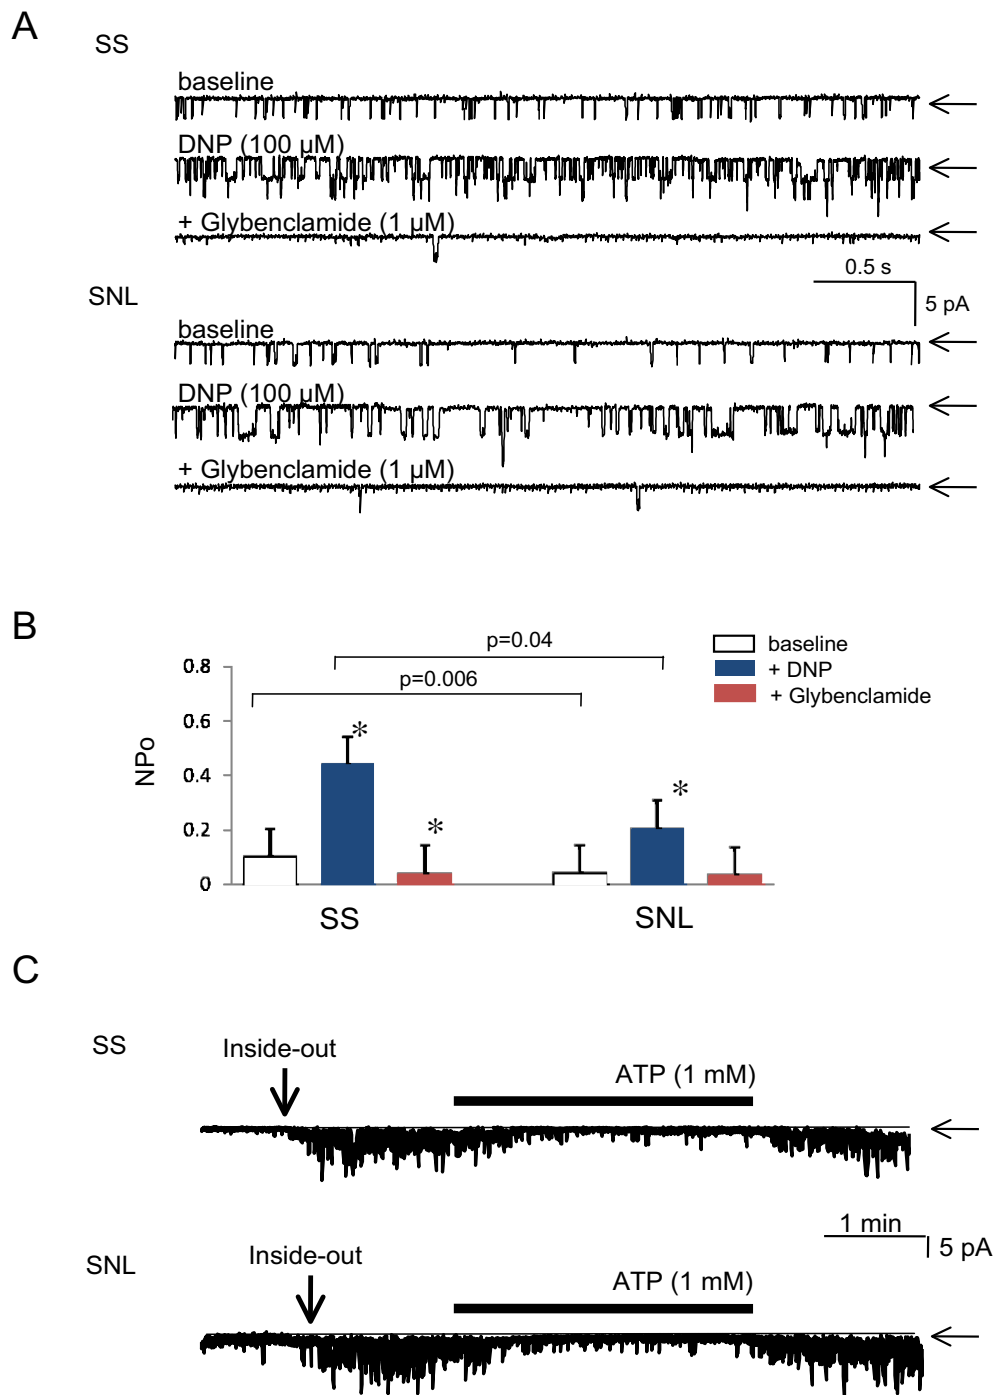 A
SS
baseline
DNP (100 µM)
+ Glybenclamide (1 µM)
0.5 s
5 pA
SNL
baseline
DNP (100 µM)
+ Glybenclamide (1 µM)
B
p=0.04
p=0.006
baseline
+ DNP
+ Glybenclamide
NPo
0.8
0.6
0.4
0.2
0
*
*
*
SS
SNL
C
SS
Inside-out
ATP (1 mM)
1 min
5 pA
SNL
Inside-out
ATP (1 mM)